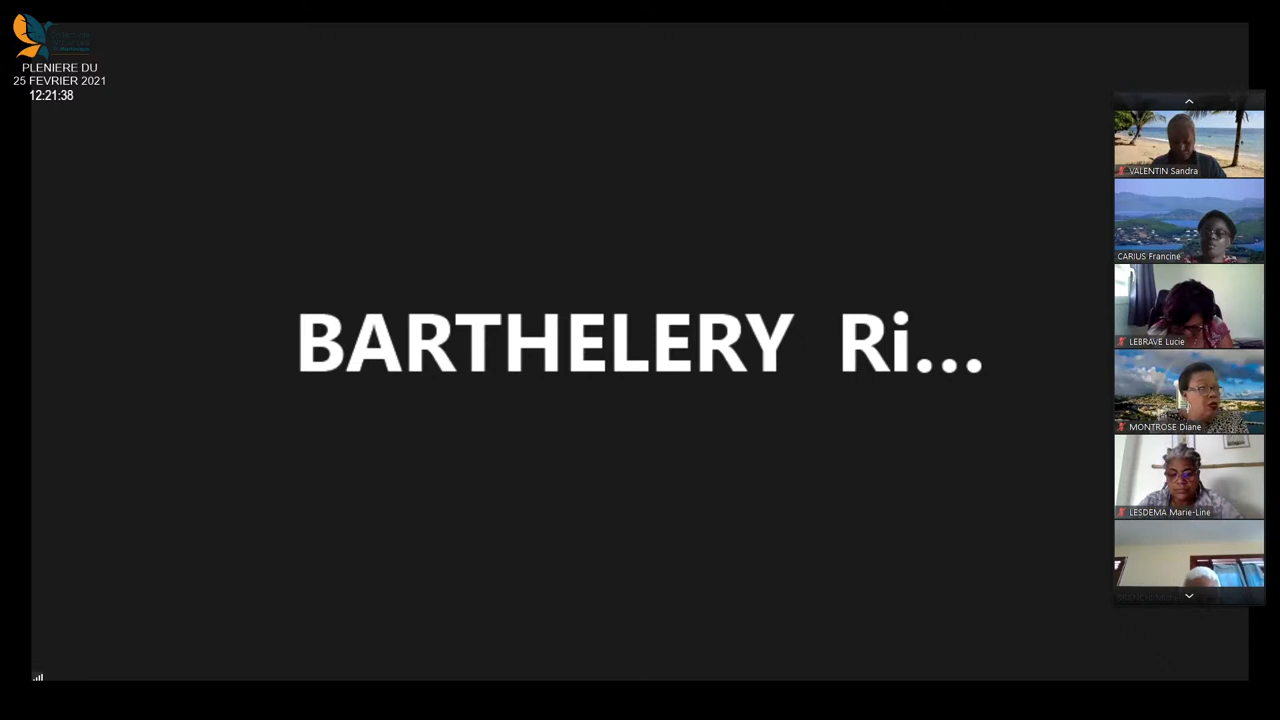 PLENIERE DU
25 FEVRIER 2021
12:21:38
BARTHELERY Ri...
VALENTIN Sandra
CARIUS Francine
LEBRAVE Lucie
MONTROSE Diane
LESDEMA Marie-Line